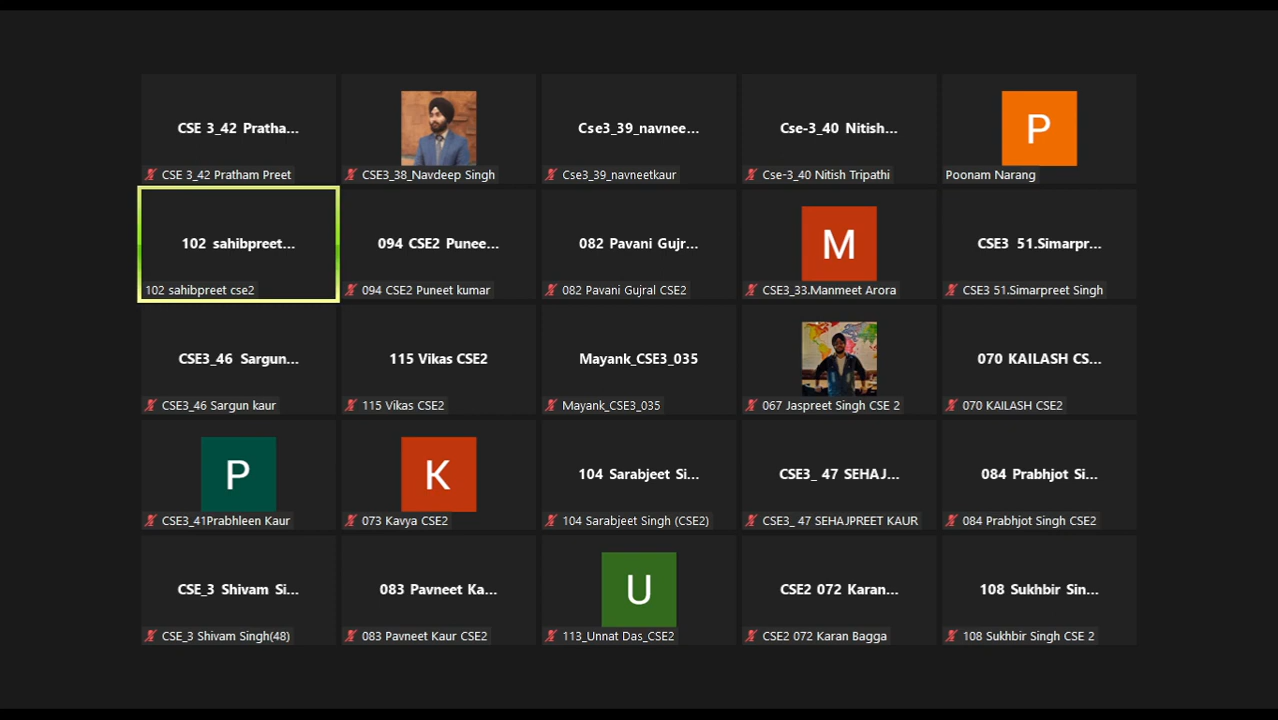 CSE 3_42 Pratha...
CSE 3_42 Pratham Preet
CSE3_38_Navdeep Singh
Cse3_39_navnee...
Cse3_39_navneetkaur
Cse-3_40 Nitish...
Cse-3_40 Nitish Tripathi
P
Poonam Narang
102 sahibpreet...
102 sahibpreet cse2
094 CSE2 Punee...
094 CSE2 Puneet kumar
082 Pavani Gujr...
082 Pavani Gujral CSE2
M
CSE3_33.Manmeet Arora
CSE3 51.Simarpr...
CSE3 51.Simarpreet Singh
CSE3_46 Sargun...
CSE3_46 Sargun kaur
115 Vikas CSE2
115 Vikas CSE2
Mayank_CSE3_035
Mayank_CSE3_035
067 Jaspreet Singh CSE 2
070 KAILASH CS...
070 KAILASH CSE2
P
CSE3_41Prabhleen Kaur
K
073 Kavya CSE2
104 Sarabjeet Si...
104 Sarabjeet Singh (CSE2)
CSE3_ 47 SEHAJ...
CSE3_ 47 SEHAJPREET KAUR
084 Prabhjot Si...
084 Prabhjot Singh CSE2
CSE_3 Shivam Si...
CSE_3 Shivam Singh(48)
083 Pavneet Ka...
083 Pavneet Kaur CSE2
U
113_Unnat Das_CSE2
CSE2 072 Karan...
CSE2 072 Karan Bagga
108 Sukhbir Sin...
108 Sukhbir Singh CSE 2